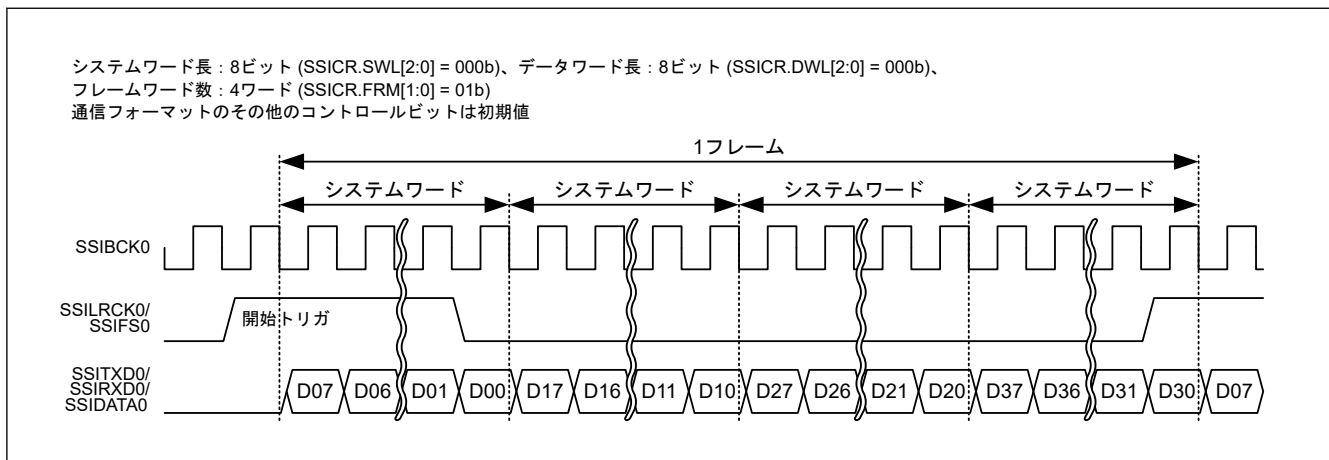 システムワード長：8ビット (SSICR.SWL[2:0] = 000b)、データワード長：8ビット (SSICR.DWL[2:0] = 000b)、
フレームワード数：4ワード (SSICR.FRM[1:0] = 01b)
通信フォーマットのその他のコントロールビットは初期値
1フレーム
システムワード システムワード システムワード システムワード
SSIBCK0
SSILRCK0/
SSIFS0
開始トリガ
SSITXD0/
SSIRXD0/
SSIDATA0
D07 D06 D01 D00 D17 D16 D11 D10 D27 D26 D21 D20 D37 D36 D31 D30 D07